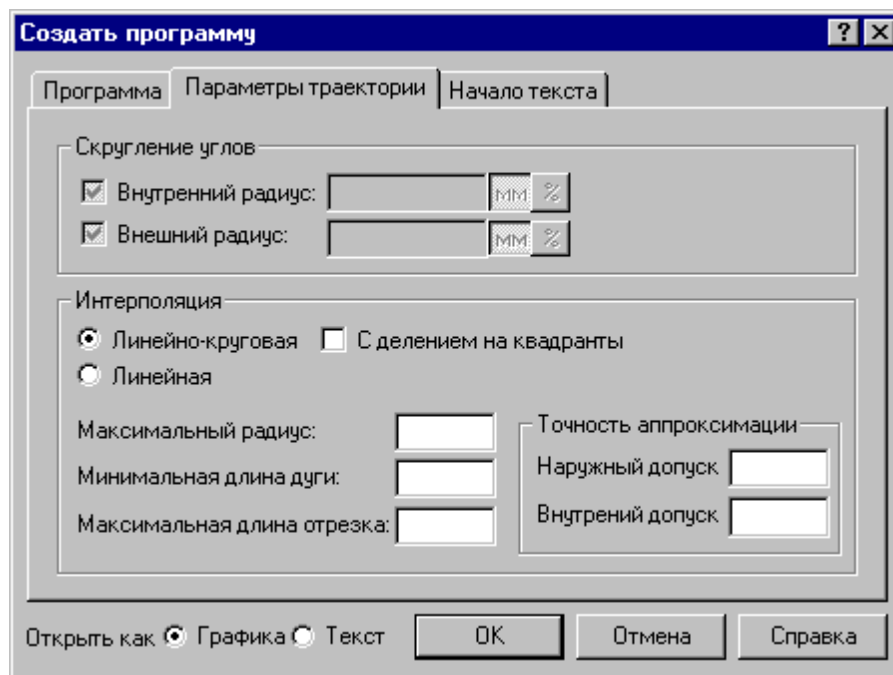 Создать программу
Программа Параметры траектории Начало текста
Скругление углов
Внутренний радиус: мм %
Внешний радиус: мм %
Интерполяция
Линейно-круговая С делением на квадранты
Линейная
Максимальный радиус:
Минимальная длина дуги:
Максимальная длина отрезка:
Точность аппроксимации
Наружный допуск
Внутрений допуск
Открыть как Графика Текст OK Отмена Справка